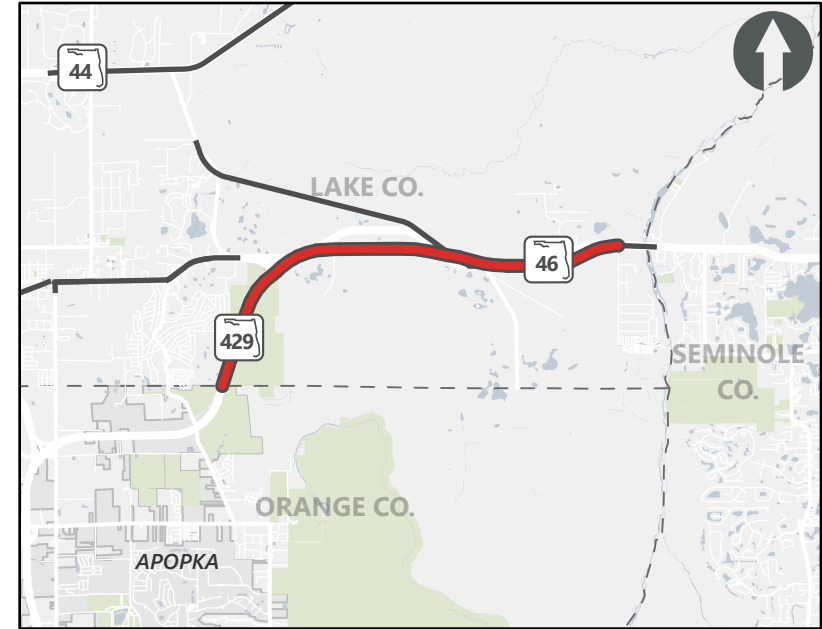 44
LAKE CO.
46
429
SEMINOLE
CO.
ORANGE CO.
APOPKA